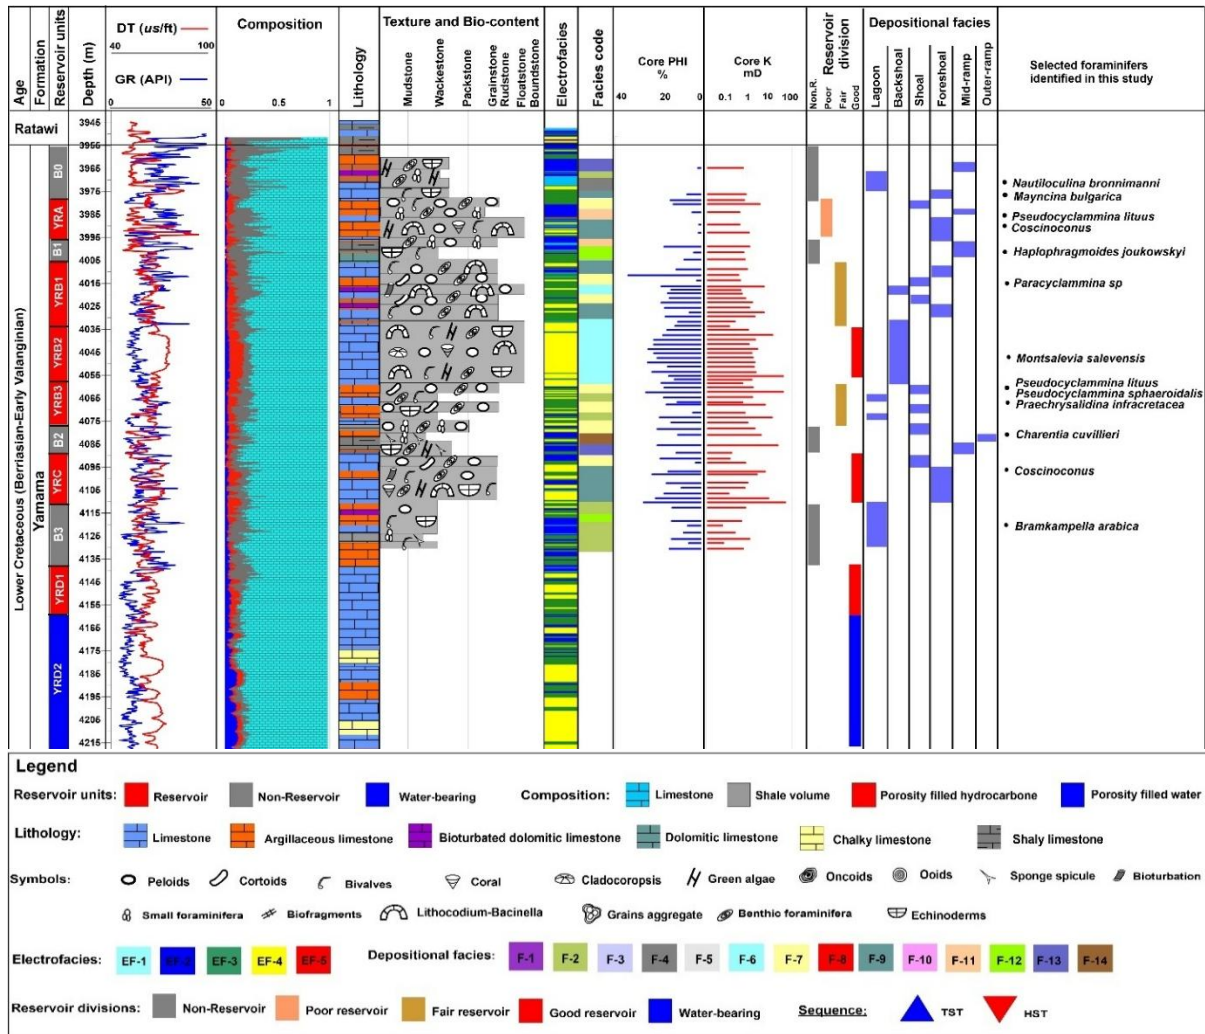 DT (us/ft)
40 100
GR (API)
0 50
Age
Formation
Reservoir units
Depth (m)
Composition
0 0.5 1
Lithology
Texture and Bio-content
Mudstone
Wackestone
Packstone
Grainstone
Rudstone
Floatstone
Boundstone
Electrofacies
Facies code
Core PHI
%
40 20 0
Core K
mD
0.1 1 10 100
Reservoir
division
Non.R.
Poor
Fair
Good
Depositional facies
Lagoon
Backshoal
Shoal
Foreshoal
Mid-ramp
Outer-ramp
Selected foraminifers
identified in this study
Ratawi
Lower Cretaceous (Berriasian-Early Valanginian)
Yamama
B0
YRA
B1
YRB1
YRB2
YRB3
B2
YRC
B3
YRD1
YRD2
3945
3955
3965
3976
3985
3995
4006
4016
4025
4036
4046
4056
4065
4076
4085
4095
4106
4115
4125
4136
4145
4155
4166
4175
4185
4195
4206
4215
Nautiloculina bronnimanni
Mayncina bulgarica
Pseudocyclammina lituus
Coscinoconus
Haplophragmoides joukowskyi
Paracyclammina sp
Montsalevia salevensis
Pseudocyclammina lituus
Pseudocyclammina sphaeroidalis
Praechrysalidina infracretacea
Charentia cuvillieri
Coscinoconus
Bramkampella arabica
Legend
Reservoir units: Reservoir Non-Reservoir Water-bearing Composition: Limestone Shale volume Porosity filled hydrocarbone Porosity filled water
Lithology: Limestone Argillaceous limestone Bioturbated dolomitic limestone Dolomitic limestone Chalky limestone Shaly limestone
Symbols: Peloids Cortoids Bivalves Coral Cladocoropsis Green algae Oncoids Ooids Sponge spicule Bioturbation
Small foraminifera Biofragments Lithocodium-Bacinella Grains aggregate Benthic foraminifera Echinoderms
Electrofacies: EF-1 EF-2 EF-3 EF-4 EF-5 Depositional facies: F-1 F-2 F-3 F-4 F-5 F-6 F-7 F-8 F-9 F-10 F-11 F-12 F-13 F-14
Reservoir divisions: Non-Reservoir Poor reservoir Fair reservoir Good reservoir Water-bearing Sequence: TST HST